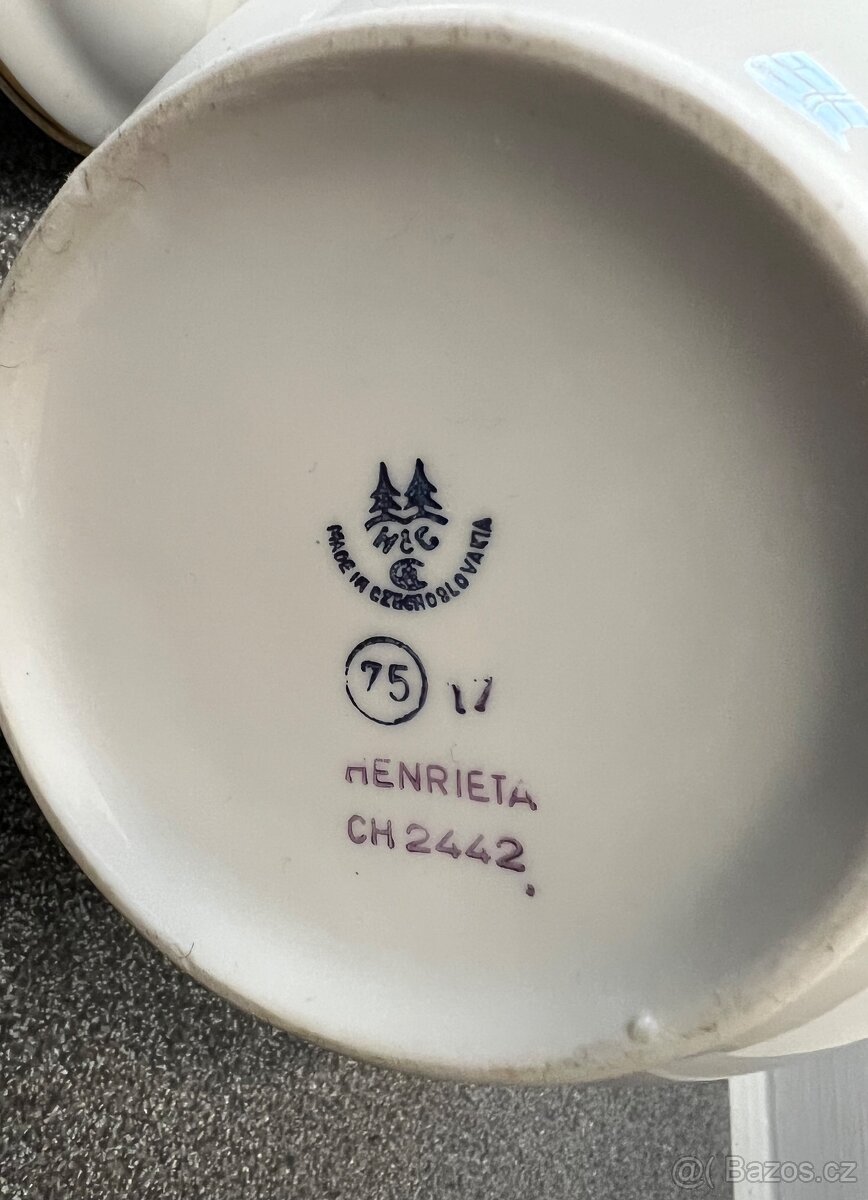 H&C
MADE IN CZECHOSLOVAKIA
75
HENRIETA
CH 2442
@( Bazos.cz